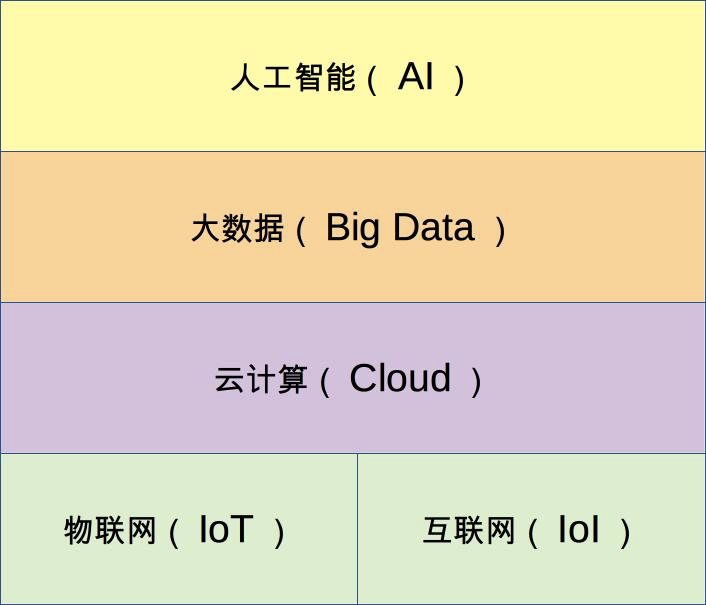 人工智能（ AI ）
大数据（ Big Data ）
云计算（ Cloud ）
物联网（ IoT ）
互联网（ IoI ）